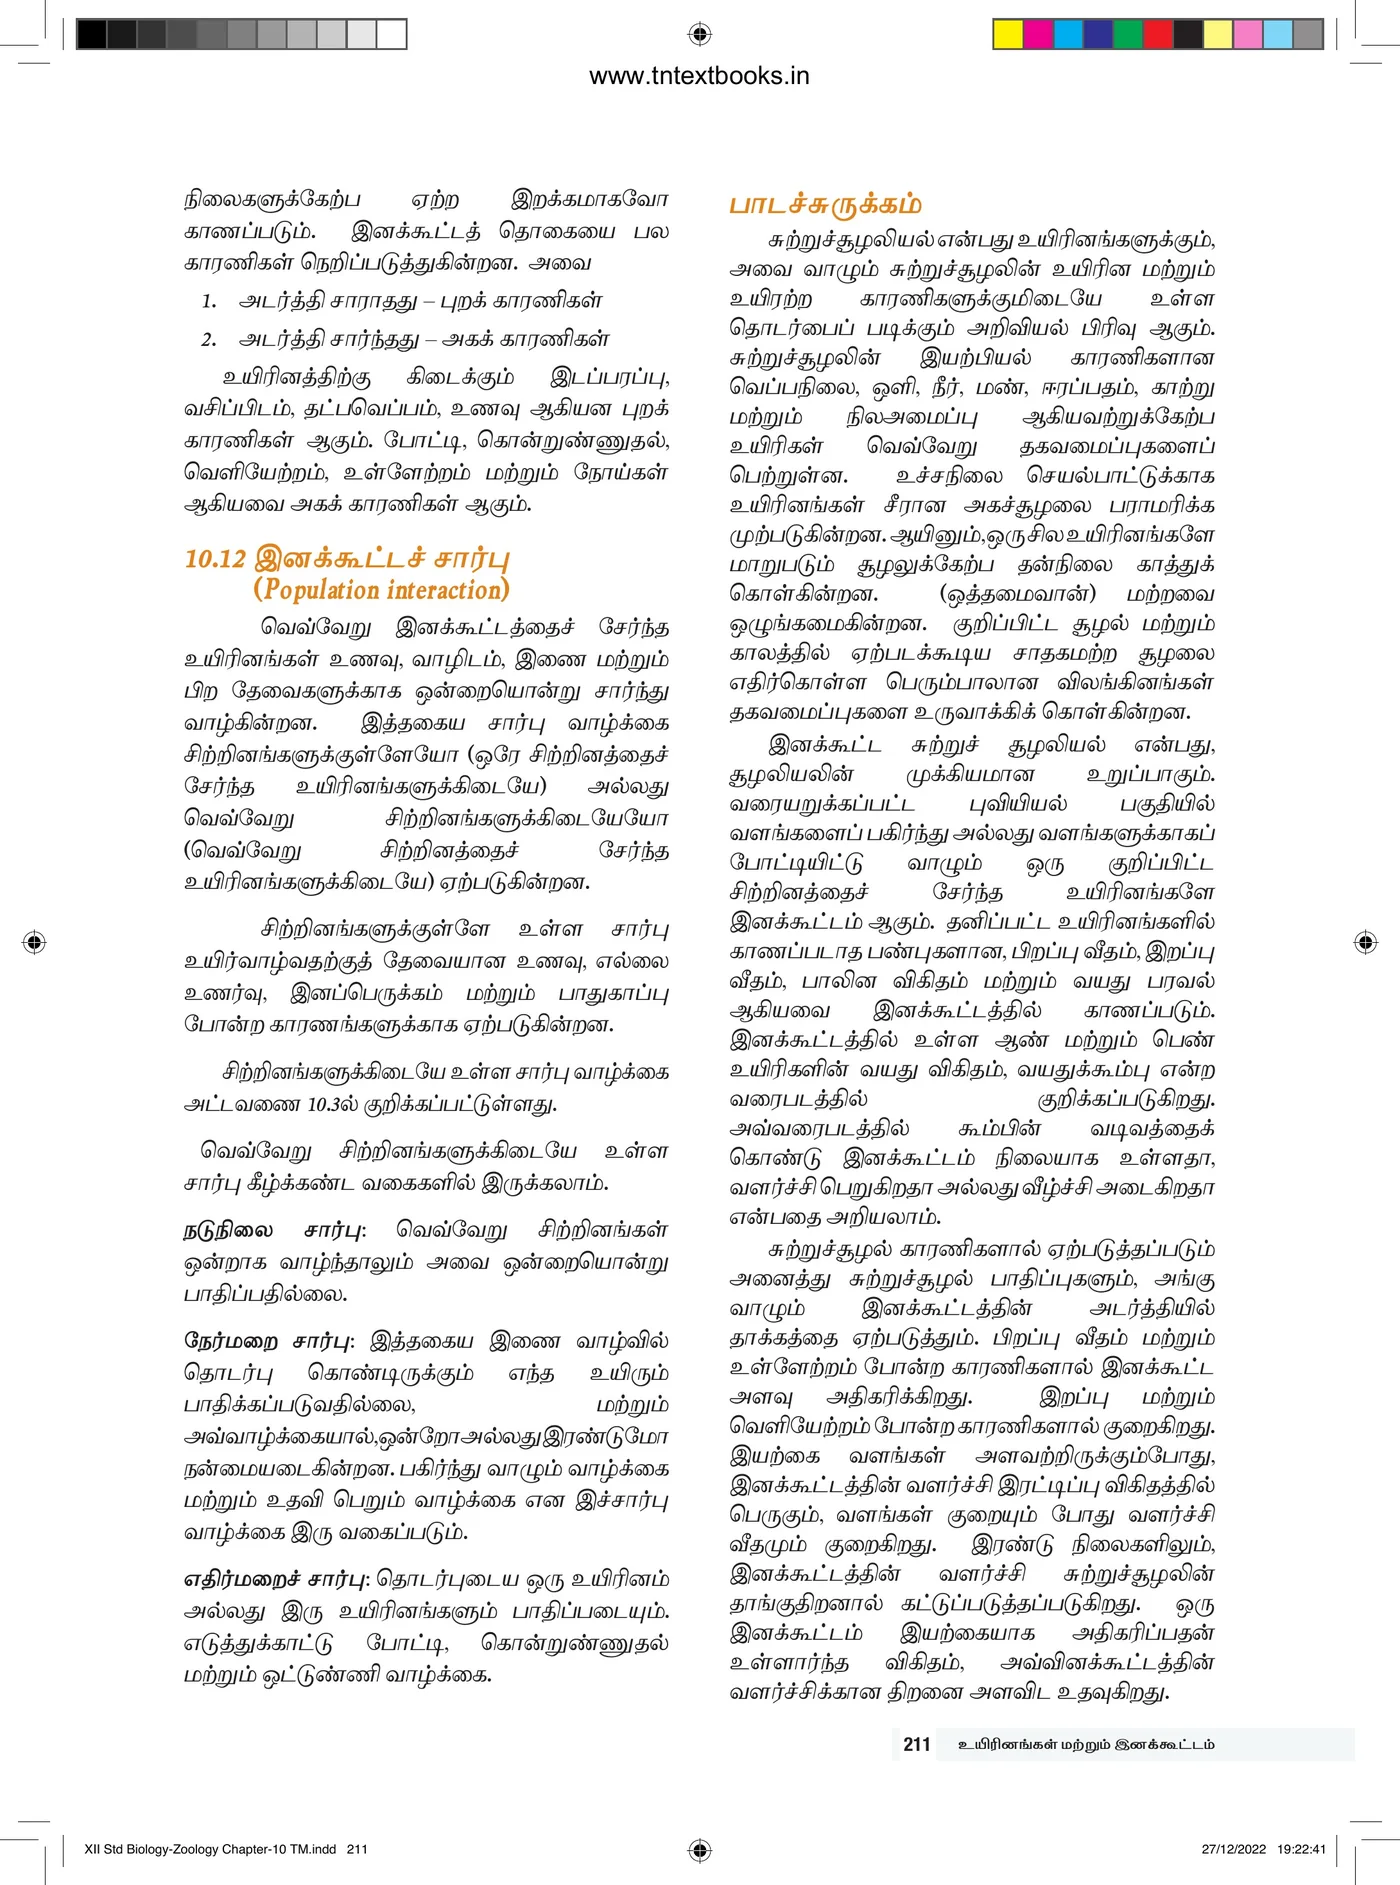 www.tntextbooks.in
நிலைகளுக்கேற்ப ஏற்ற இறக்கமாகவோ
காணப்படும். இனக்கூட்டத் தொகையை பல
காரணிகள் நெறிப்படுத்துகின்றன. அவை
1. அடர்த்தி சாராதது – புறக் காரணிகள்
2. அடர்த்தி சார்ந்தது – அகக் காரணிகள்
உயிரினத்திற்கு கிடைக்கும் இடப்பரப்பு,
வசிப்பிடம், தட்பவெப்பம், உணவு ஆகியன புறக்
காரணிகள் ஆகும். போட்டி, கொன்றுண்ணுதல்,
வெளியேற்றம், உள்ளேற்றம் மற்றும் நோய்கள்
ஆகியவை அகக் காரணிகள் ஆகும்.
10.12 இனக்கூட்டச் சார்பு
(Population interaction)
வெவ்வேறு இனக்கூட்டத்தைச் சேர்ந்த
உயிரினங்கள் உணவு, வாழிடம், இணை மற்றும்
பிற தேவைகளுக்காக ஒன்றையொன்று சார்ந்து
வாழ்கின்றன. இத்தகைய சார்பு வாழ்க்கை
சிற்றினங்களுக்குள்ளேயோ (ஒரே சிற்றினத்தைச்
சேர்ந்த உயிரினங்களுக்கிடையே) அல்லது
வெவ்வேறு சிற்றினங்களுக்கிடையேயோ
(வெவ்வேறு சிற்றினத்தைச் சேர்ந்த
உயிரினங்களுக்கிடையே) ஏற்படுகின்றன.
சிற்றினங்களுக்குள்ளே உள்ள சார்பு
உயிர்வாழ்வதற்குத் தேவையான உணவு, எல்லை
உணர்வு, இனப்பெருக்கம் மற்றும் பாதுகாப்பு
போன்ற காரணங்களுக்காக ஏற்படுகின்றன.
சிற்றினங்களுக்கிடையே உள்ள சார்பு வாழ்க்கை
அட்டவணை 10.3ல் குறிக்கப்பட்டுள்ளது.
வெவ்வேறு சிற்றினங்களுக்கிடையே உள்ள
சார்பு கீழ்க்கண்ட வகைகளில் இருக்கலாம்.
நடுநிலை சார்பு: வெவ்வேறு சிற்றினங்கள்
ஒன்றாக வாழ்ந்தாலும் அவை ஒன்றையொன்று
பாதிப்பதில்லை.
நேர்மறை சார்பு: இத்தகைய இணை வாழ்வில்
தொடர்பு கொண்டிருக்கும் எந்த உயிரும்
பாதிக்கப்படுவதில்லை, மற்றும்
அவ்வாழ்க்கையால்,ஒன்றோஅல்லதுஇரண்டுமோ
நன்மையடைகின்றன. பகிர்ந்து வாழும் வாழ்க்கை
மற்றும் உதவி பெறும் வாழ்க்கை என இச்சார்பு
வாழ்க்கை இரு வகைப்படும்.
எதிர்மறைச் சார்பு: தொடர்புடைய ஒரு உயிரினம்
அல்லது இரு உயிரினங்களும் பாதிப்படையும்.
எடுத்துக்காட்டு போட்டி, கொன்றுண்ணுதல்
மற்றும் ஒட்டுண்ணி வாழ்க்கை.
பாடச்சுருக்கம்
சுற்றுச்சூழலியல் என்பது உயிரினங்களுக்கும்,
அவை வாழும் சுற்றுச்சூழலின் உயிரின மற்றும்
உயிரற்ற காரணிகளுக்குமிடையே உள்ள
தொடர்பைப் படிக்கும் அறிவியல் பிரிவு ஆகும்.
சுற்றுச்சூழலின் இயற்பியல் காரணிகளான
வெப்பநிலை, ஒளி, நீர், மண், ஈரப்பதம், காற்று
மற்றும் நிலஅமைப்பு ஆகியவற்றுக்கேற்ப
உயிரிகள் வெவ்வேறு தகவமைப்புகளைப்
பெற்றுள்ன. உச்சநிலை செயல்பாட்டுக்காக
உயிரினங்கள் சீரான அகச்சூழலை பராமரிக்க
முற்படுகின்றன. ஆயினும்,ஒரு சில உயிரினங்களே
மாறுபடும் சூழலுக்கேற்ப தன்நிலை காத்துக்
கொள்கின்றன. (ஒத்தமைவான்) மற்றவை
ஒழுங்கமைகின்றன. குறிப்பிட்ட சூழல் மற்றும்
காலத்தில் ஏற்படக்கூடிய சாதகமற்ற சூழலை
எதிர்கொள்ள பெரும்பாலான விலங்கினங்கள்
தகவமைப்புகளை உருவாக்கிக் கொள்கின்றன.
இனக்கூட்ட சுற்றுச் சூழலியல் என்பது,
சூழலியலின் முக்கியமான உறுப்பாகும்.
வரையறுக்கப்பட்ட புவியியல் பகுதியில்
வளங்களைப் பகிர்ந்து அல்லது வளங்களுக்காகப்
போட்டியிட்டு வாழும் ஒரு குறிப்பிட்ட
சிற்றினத்தைச் சேர்ந்த உயிரினங்களே
இனக்கூட்டம் ஆகும். தனிப்பட்ட உயிரினங்களில்
காணப்படாத பண்புகளான, பிறப்பு வீதம், இறப்பு
வீதம், பாலின விகிதம் மற்றும் வயது பரவல்
ஆகியவை இனக்கூட்டத்தில் காணப்படும்.
இனக்கூட்டத்தில் உள்ள ஆண் மற்றும் பெண்
உயிரிகளின் வயது விகிதம், வயதுக்கூம்பு என்ற
வரைபடத்தில் குறிக்கப்படுகிறது.
அவ்வரைபடத்தில் கூம்பின் வடிவத்தைக்
கொண்டு இனக்கூட்டம் நிலையாக உள்ளதா,
வளர்ச்சி பெறுகிறதா அல்லது வீழ்ச்சி அடைகிறதா
என்பதை அறியலாம்.
சுற்றுச்சூழல் காரணிகளால் ஏற்படுத்தப்படும்
அனைத்து சுற்றுச்சூழல் பாதிப்புகளும், அங்கு
வாழும் இனக்கூட்டத்தின் அடர்த்தியில்
தாக்கத்தை ஏற்படுத்தும். பிறப்பு வீதம் மற்றும்
உள்ளேற்றம் போன்ற காரணிகளால் இனக்கூட்ட
அளவு அதிகரிக்கிறது. இறப்பு மற்றும்
வெளியேற்றம் போன்ற காரணிகளால் குறைகிறது.
இயற்கை வளங்கள் அளவற்றிருக்கும்போது,
இனக்கூட்டத்தின் வளர்ச்சி இரட்டிப்பு விகிதத்தில்
பெருகும், வளங்கள் குறையும் போது வளர்ச்சி
வீதமும் குறைகிறது. இரண்டு நிலைகளிலும்,
இனக்கூட்டத்தின் வளர்ச்சி சுற்றுச்சூழலின்
தாங்குதிறனால் கட்டுப்படுத்தப்படுகிறது. ஒரு
இனக்கூட்டம் இயற்கையாக அதிகரிப்பதன்
உள்ளார்ந்த விகிதம், அவ்வினக்கூட்டத்தின்
வளர்ச்சிக்கான திறனை அளவிட உதவுகிறது.
211 உயிரினங்கள் மற்றும் இனக்கூட்டம்
XII Std Biology-Zoology Chapter-10 TM.indd 211
27/12/2022 19:22:41